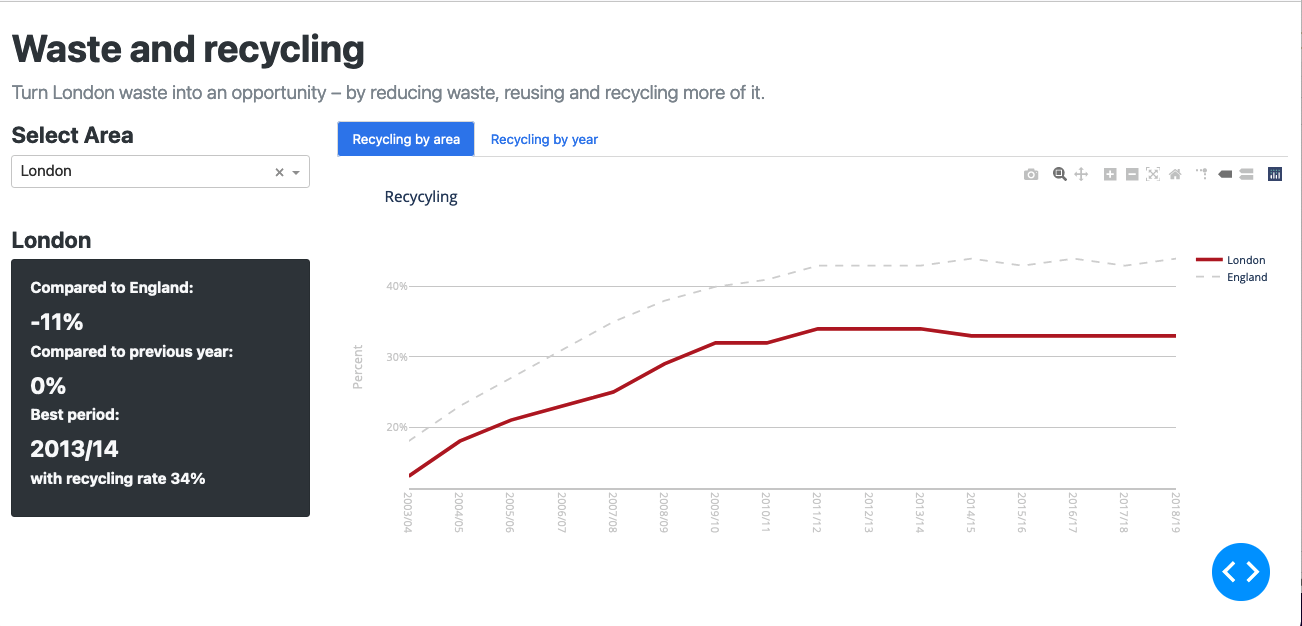 Waste and recycling
Turn London waste into an opportunity – by reducing waste, reusing and recycling more of it.
Select Area
London
London
Compared to England:
-11%
Compared to previous year:
0%
Best period:
2013/14
with recycling rate 34%
Recycling by area
Recycling by year
Recycyling
Percent
40%
30%
20%
2003/04
2004/05
2005/06
2006/07
2007/08
2008/09
2009/10
2010/11
2011/12
2012/13
2013/14
2014/15
2015/16
2016/17
2017/18
2018/19
London
England